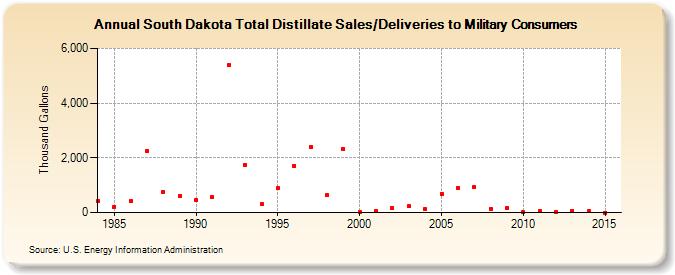 Annual South Dakota Total Distillate Sales/Deliveries to Military Consumers
Thousand Gallons
6,000
4,000
2,000
0
1985 1990 1995 2000 2005 2010 2015
Source: U.S. Energy Information Administration